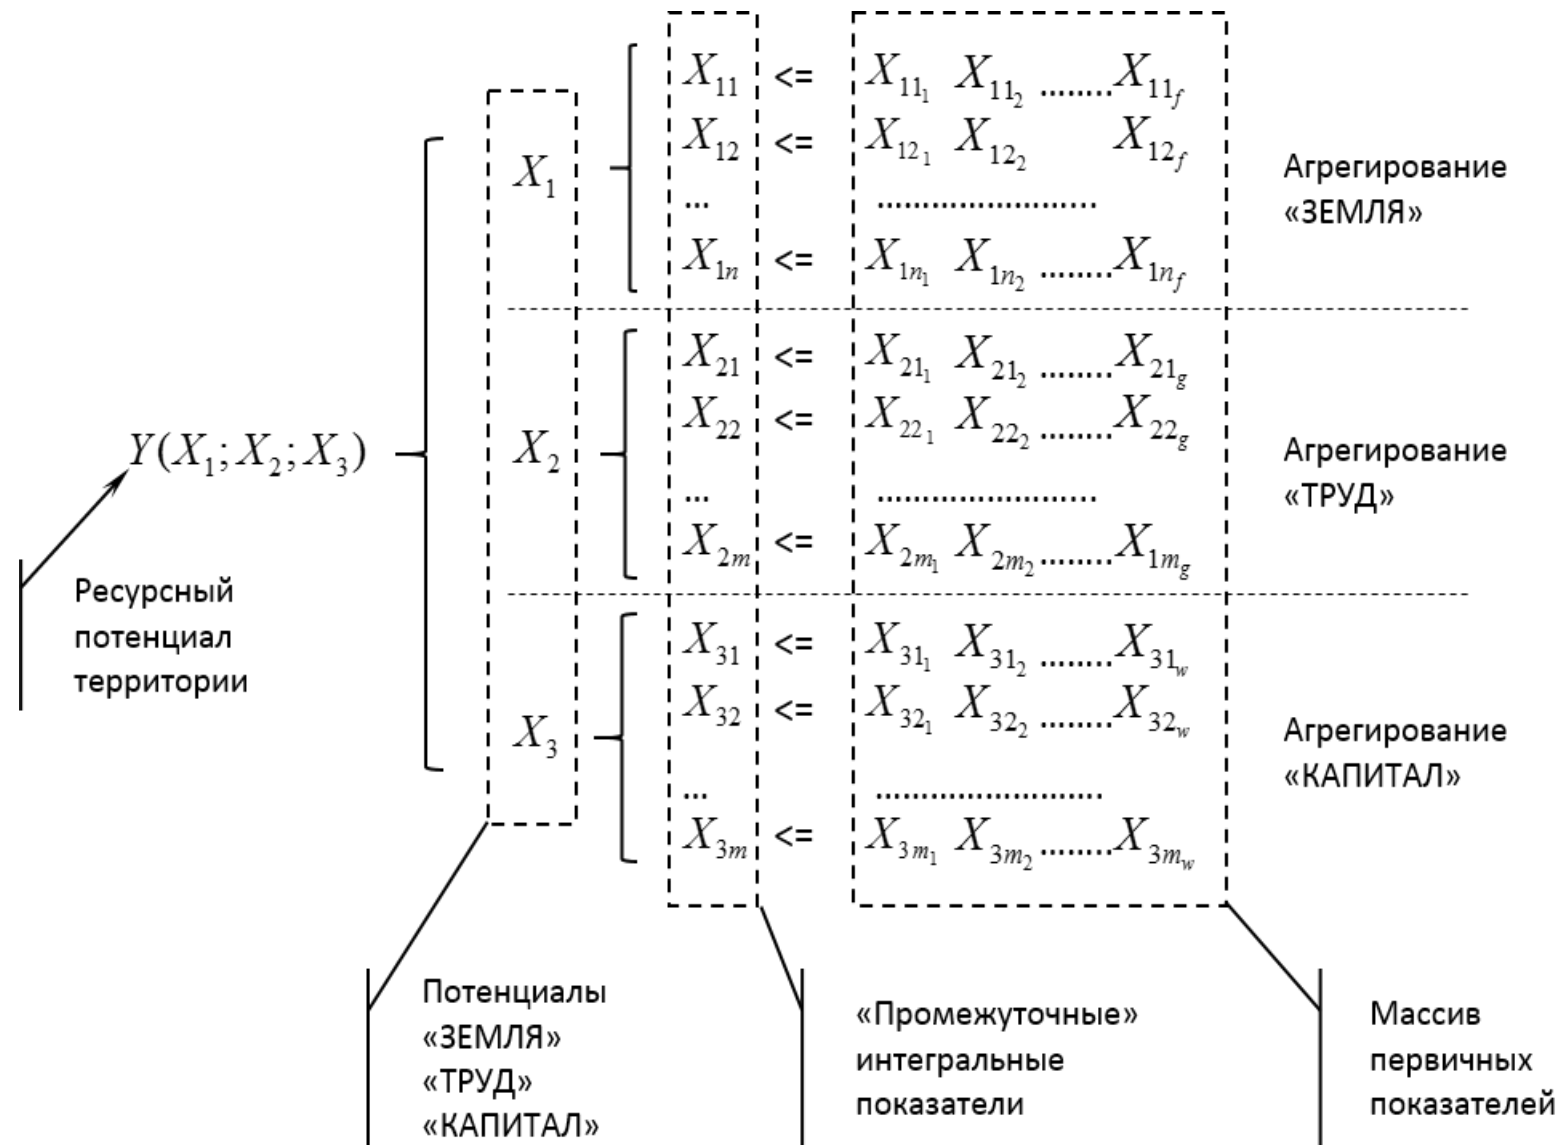 X₁₁ <= X₁₁₁ X₁₁₂ ........X₁₁f
X₁₂ <= X₁₂₁ X₁₂₂ X₁₂f
... ........................
X₁n <= X₁n₁ X₁n₂ ........X₁nf
X₁
Агрегирование
«ЗЕМЛЯ»
X₂₁ <= X₂₁₁ X₂₁₂ ........X₂₁g
X₂₂ <= X₂₂₁ X₂₂₂ ........X₂₂g
... ........................
X₂m <= X₂m₁ X₂m₂ ........X₁mg
Y(X₁; X₂; X₃)
X₂
Агрегирование
«ТРУД»
Ресурсный
потенциал
территории
X₃₁ <= X₃₁₁ X₃₁₂ ........X₃₁w
X₃₂ <= X₃₂₁ X₃₂₂ ........X₃₂w
... .........................
X₃m <= X₃m₁ X₃m₂ ........X₃mw
X₃
Агрегирование
«КАПИТАЛ»
Потенциалы
«ЗЕМЛЯ»
«ТРУД»
«КАПИТАЛ»
«Промежуточные»
интегральные
показатели
Массив
первичных
показателей